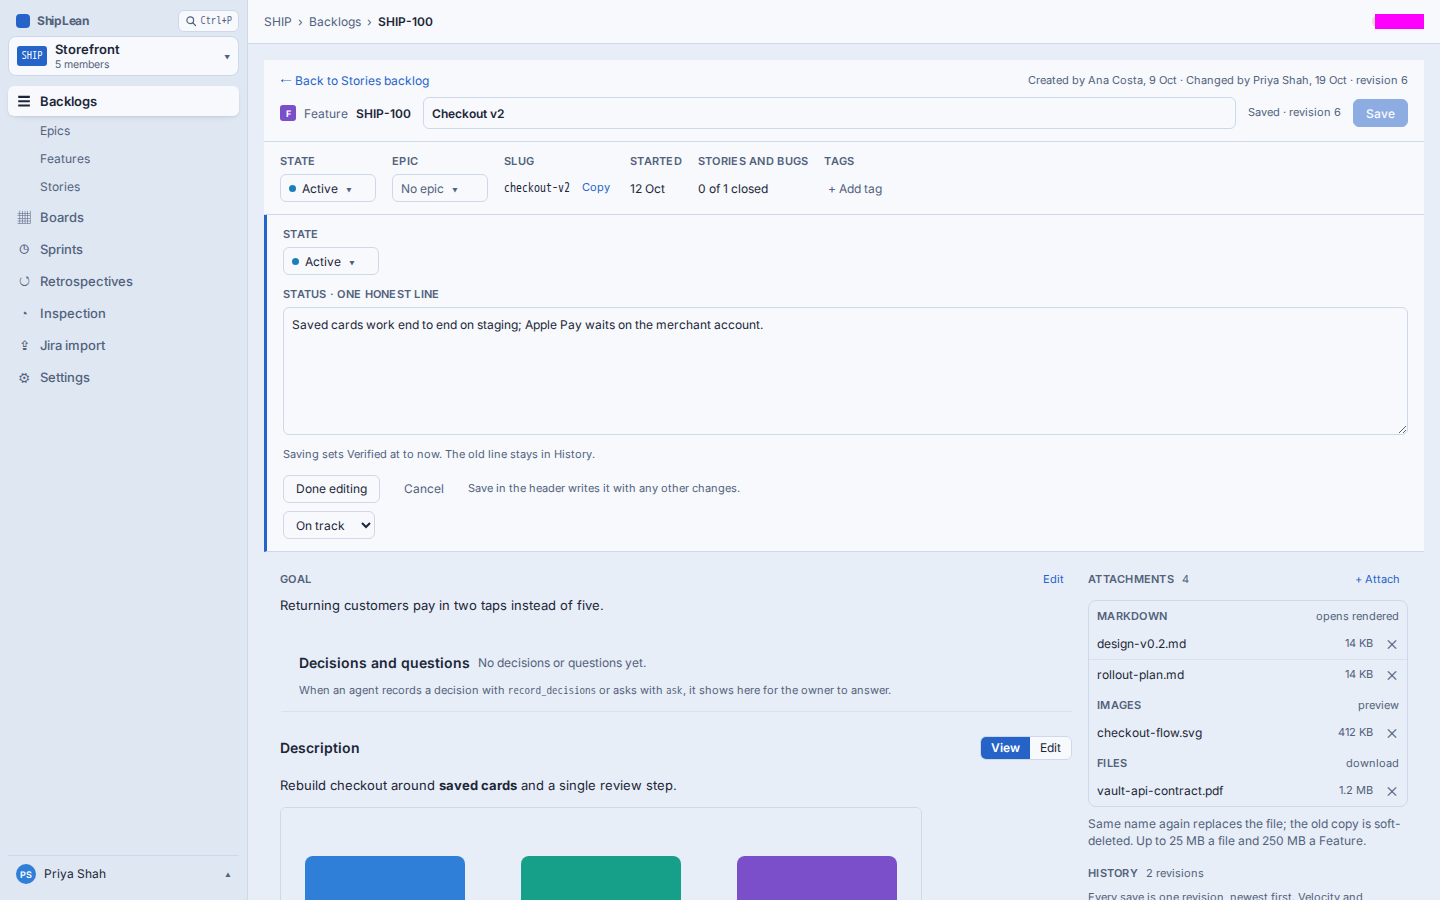 ShipLean
Ctrl+P
SHIP
Storefront
5 members
Backlogs
Epics
Features
Stories
Boards
Sprints
Retrospectives
Inspection
Jira import
Settings
PS Priya Shah
SHIP › Backlogs › SHIP-100
← Back to Stories backlog
Created by Ana Costa, 9 Oct · Changed by Priya Shah, 19 Oct · revision 6
F Feature SHIP-100 Checkout v2 Saved · revision 6 Save
STATE EPIC SLUG STARTED STORIES AND BUGS TAGS
Active No epic checkout-v2 Copy 12 Oct 0 of 1 closed + Add tag
STATE
Active
STATUS · ONE HONEST LINE
Saved cards work end to end on staging; Apple Pay waits on the merchant account.
Saving sets Verified at to now. The old line stays in History.
Done editing Cancel Save in the header writes it with any other changes.
On track
GOAL Edit
Returning customers pay in two taps instead of five.
Decisions and questions No decisions or questions yet.
When an agent records a decision with record_decisions or asks with ask, it shows here for the owner to answer.
Description View Edit
Rebuild checkout around saved cards and a single review step.
ATTACHMENTS 4 + Attach
MARKDOWN opens rendered
design-v0.2.md 14 KB ×
rollout-plan.md 14 KB ×
IMAGES preview
checkout-flow.svg 412 KB ×
FILES download
vault-api-contract.pdf 1.2 MB ×
Same name again replaces the file; the old copy is soft-
deleted. Up to 25 MB a file and 250 MB a Feature.
HISTORY 2 revisions
Every save is one revision, newest first. Velocity and